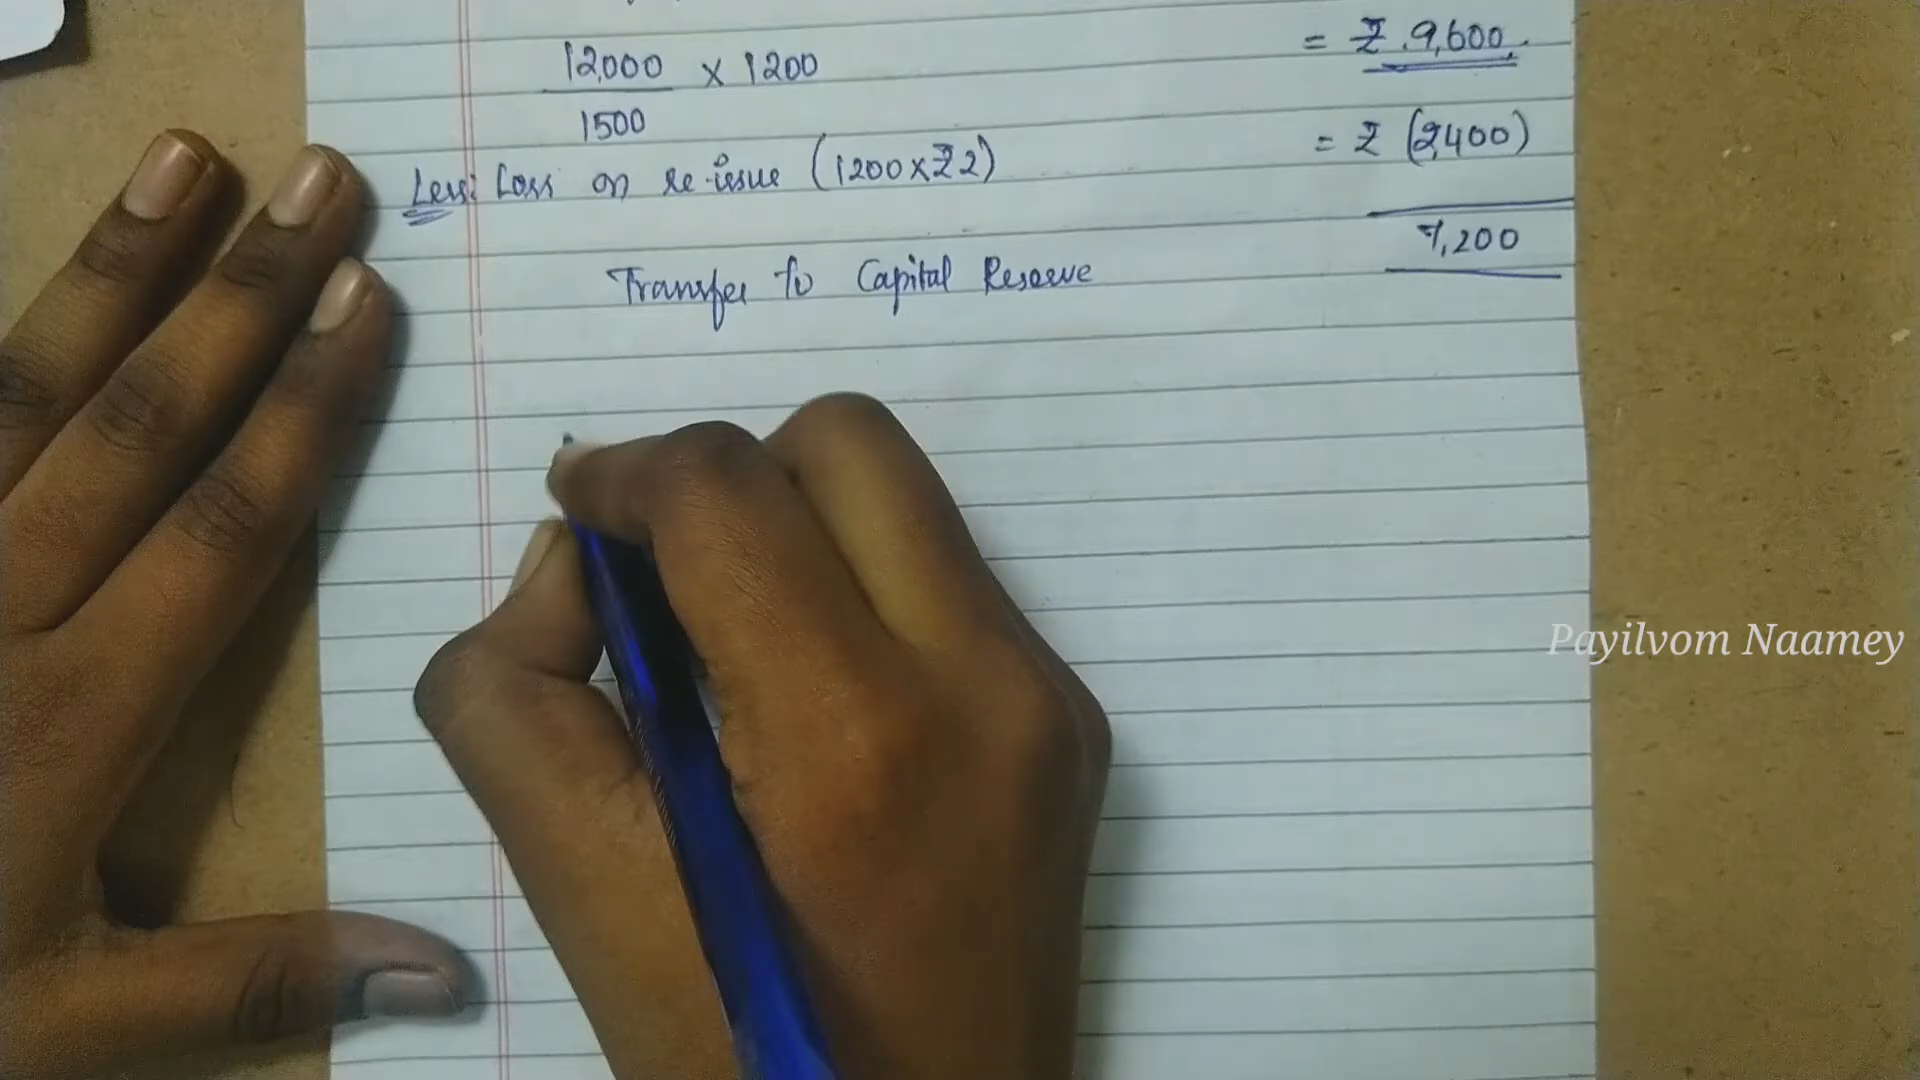 12,000 × 1200 = ₹ 9,600
1500
Less: Loss on re-issue (1200×₹2) = ₹ (2,400)
7,200
Transfer to Capital Reserve
Payilvom Naamey